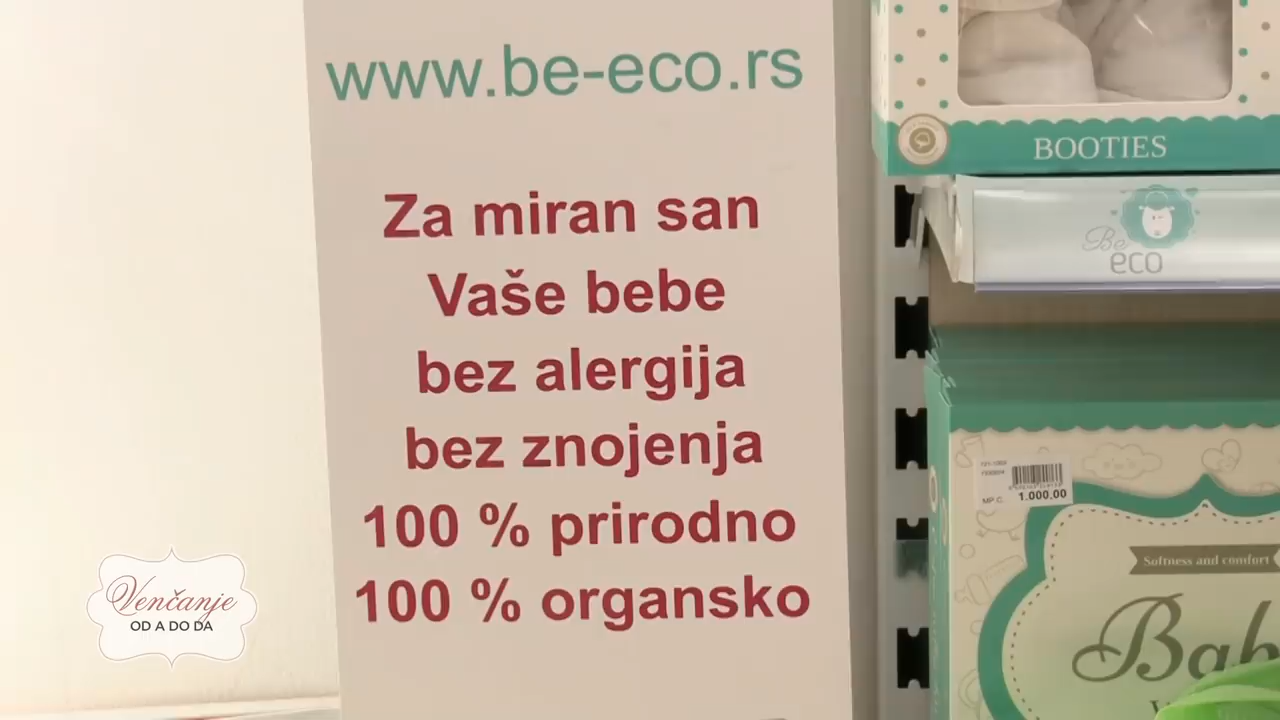 www.be-eco.rs
Za miran san
Vaše bebe
bez alergija
bez znojenja
100 % prirodno
100 % organsko
BOOTIES
Be
eco
MP.C. 1.000,00
Softness and comfort
Venčanje
OD A DO DA